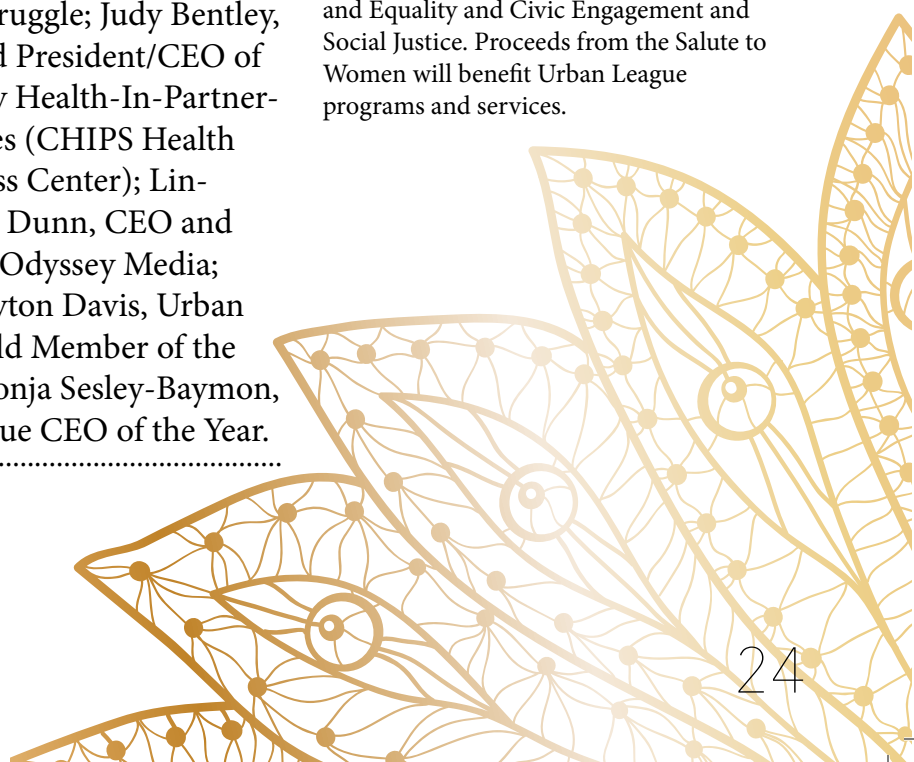 ruggle; Judy Bentley,
d President/CEO of
y Health-In-Partner-
es (CHIPS Health
ss Center); Lin-
Dunn, CEO and
Odyssey Media;
yton Davis, Urban
ld Member of the
onja Sesley-Baymon,
ue CEO of the Year.
and Equality and Civic Engagement and
Social Justice. Proceeds from the Salute to
Women will benefit Urban League
programs and services.
24